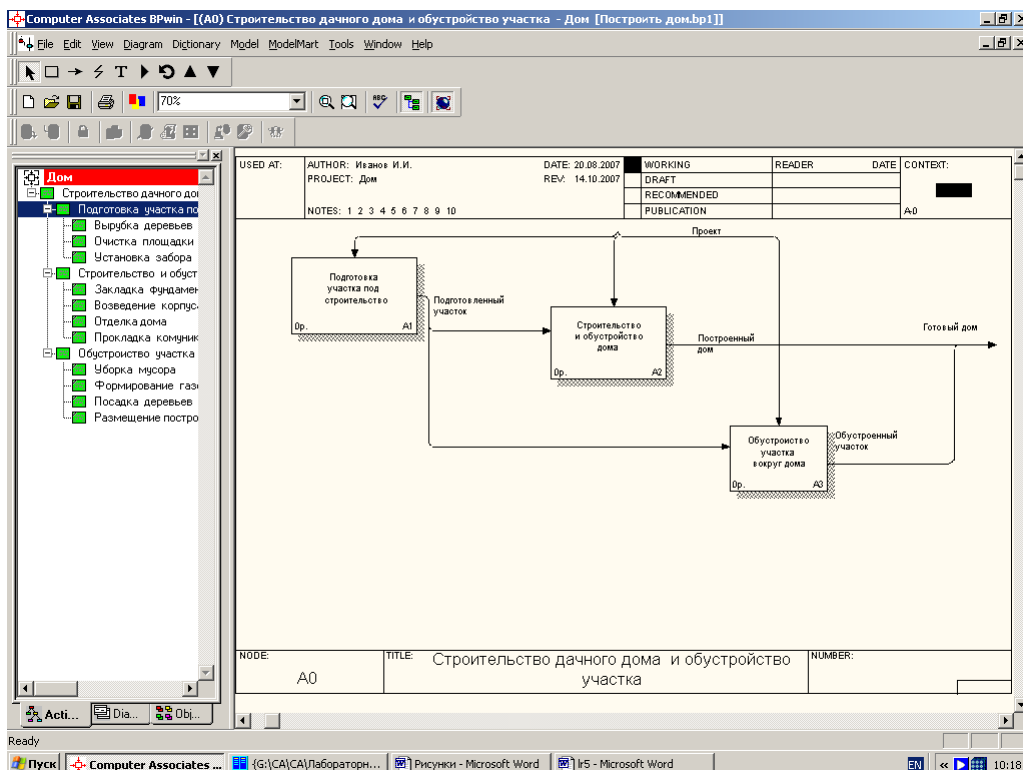 Computer Associates BPwin - [(A0) Строительство дачного дома и обустройство участка - Дом [Построить дом.bp1]]
File Edit View Diagram Dictionary Model ModelMart Tools Window Help
70%
Дом
Строительство дачного до
Подготовка участка по
Вырубка деревьев
Очистка площадки
Установка забора
Строительство и обуст
Закладка фундамен
Возведение корпус
Отделка дома
Прокладка комуник
Обустроиство участка
Уборка мусора
Формирование газо
Посадка деревьев
Размещение постро
Acti... Dia... Obj...
USED AT:
AUTHOR: Иванов И.И.
DATE: 20.08.2007
PROJECT: Дом
REV: 14.10.2007
NOTES: 1 2 3 4 5 6 7 8 9 10
WORKING
DRAFT
RECOMMENDED
PUBLICATION
READER
DATE
CONTEXT:
A-0
Проект
Подготовка
участка под
строительство
0р.
A1
Подготовленный
участок
Строительство
и обустройство
дома
0р.
A2
Построенный
дом
Готовый дом
Обустроиство
участка
вокруг дома
0р.
A3
Обустроенный
участок
NODE:
A0
TITLE:
Строительство дачного дома и обустройство
участка
NUMBER:
Ready
Пуск
Computer Associates ...
{G:\CA\CA\Лабораторн...
Рисунки - Microsoft Word
lr5 - Microsoft Word
EN
10:18